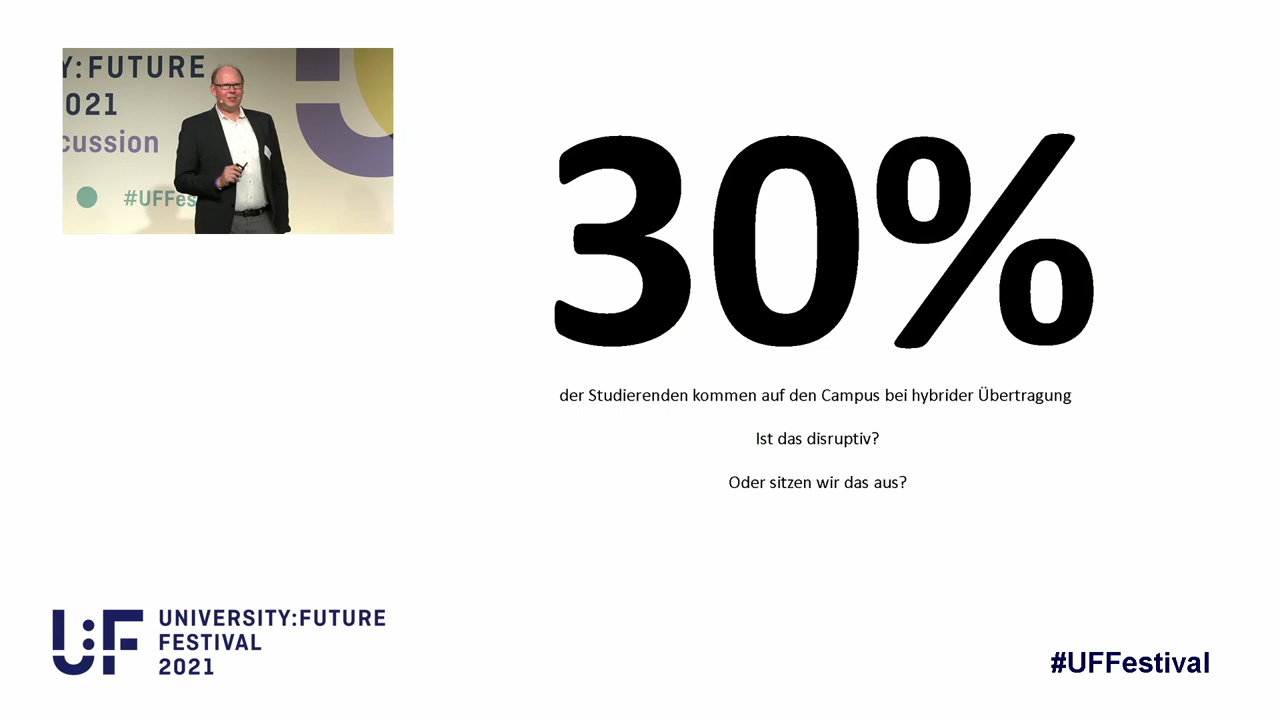 Y:FUTURE
021
cussion
#UFFes
30%
der Studierenden kommen auf den Campus bei hybrider Übertragung
Ist das disruptiv?
Oder sitzen wir das aus?
U:F
UNIVERSITY:FUTURE
FESTIVAL
2021
#UFFestival